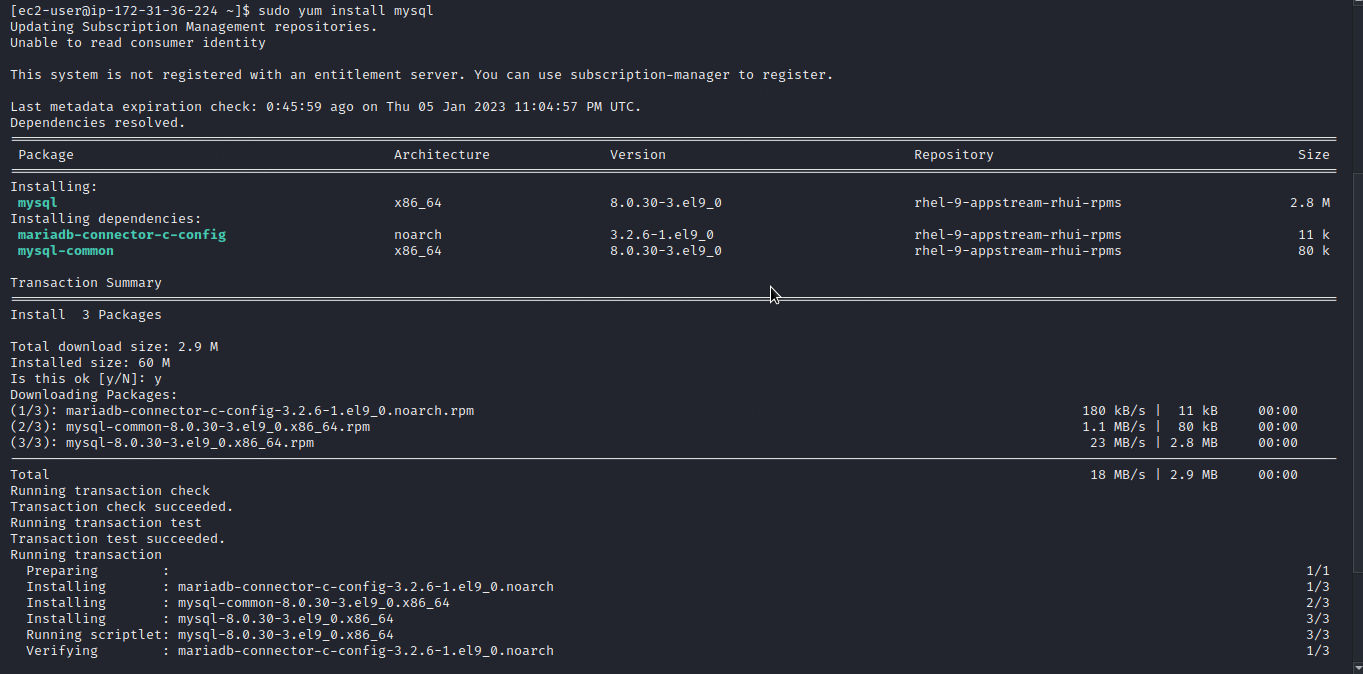 [ec2-user@ip-172-31-36-224 ~]$ sudo yum install mysql
Updating Subscription Management repositories.
Unable to read consumer identity
This system is not registered with an entitlement server. You can use subscription-manager to register.
Last metadata expiration check: 0:45:59 ago on Thu 05 Jan 2023 11:04:57 PM UTC.
Dependencies resolved.
Package Architecture Version Repository Size
Installing:
mysql x86_64 8.0.30-3.el9_0 rhel-9-appstream-rhui-rpms 2.8 M
Installing dependencies:
mariadb-connector-c-config noarch 3.2.6-1.el9_0 rhel-9-appstream-rhui-rpms 11 k
mysql-common x86_64 8.0.30-3.el9_0 rhel-9-appstream-rhui-rpms 80 k
Transaction Summary
Install 3 Packages
Total download size: 2.9 M
Installed size: 60 M
Is this ok [y/N]: y
Downloading Packages:
(1/3): mariadb-connector-c-config-3.2.6-1.el9_0.noarch.rpm 180 kB/s | 11 kB 00:00
(2/3): mysql-common-8.0.30-3.el9_0.x86_64.rpm 1.1 MB/s | 80 kB 00:00
(3/3): mysql-8.0.30-3.el9_0.x86_64.rpm 23 MB/s | 2.8 MB 00:00
Total 18 MB/s | 2.9 MB 00:00
Running transaction check
Transaction check succeeded.
Running transaction test
Transaction test succeeded.
Running transaction
Preparing : 1/1
Installing : mariadb-connector-c-config-3.2.6-1.el9_0.noarch 1/3
Installing : mysql-common-8.0.30-3.el9_0.x86_64 2/3
Installing : mysql-8.0.30-3.el9_0.x86_64 3/3
Running scriptlet: mysql-8.0.30-3.el9_0.x86_64 3/3
Verifying : mariadb-connector-c-config-3.2.6-1.el9_0.noarch 1/3